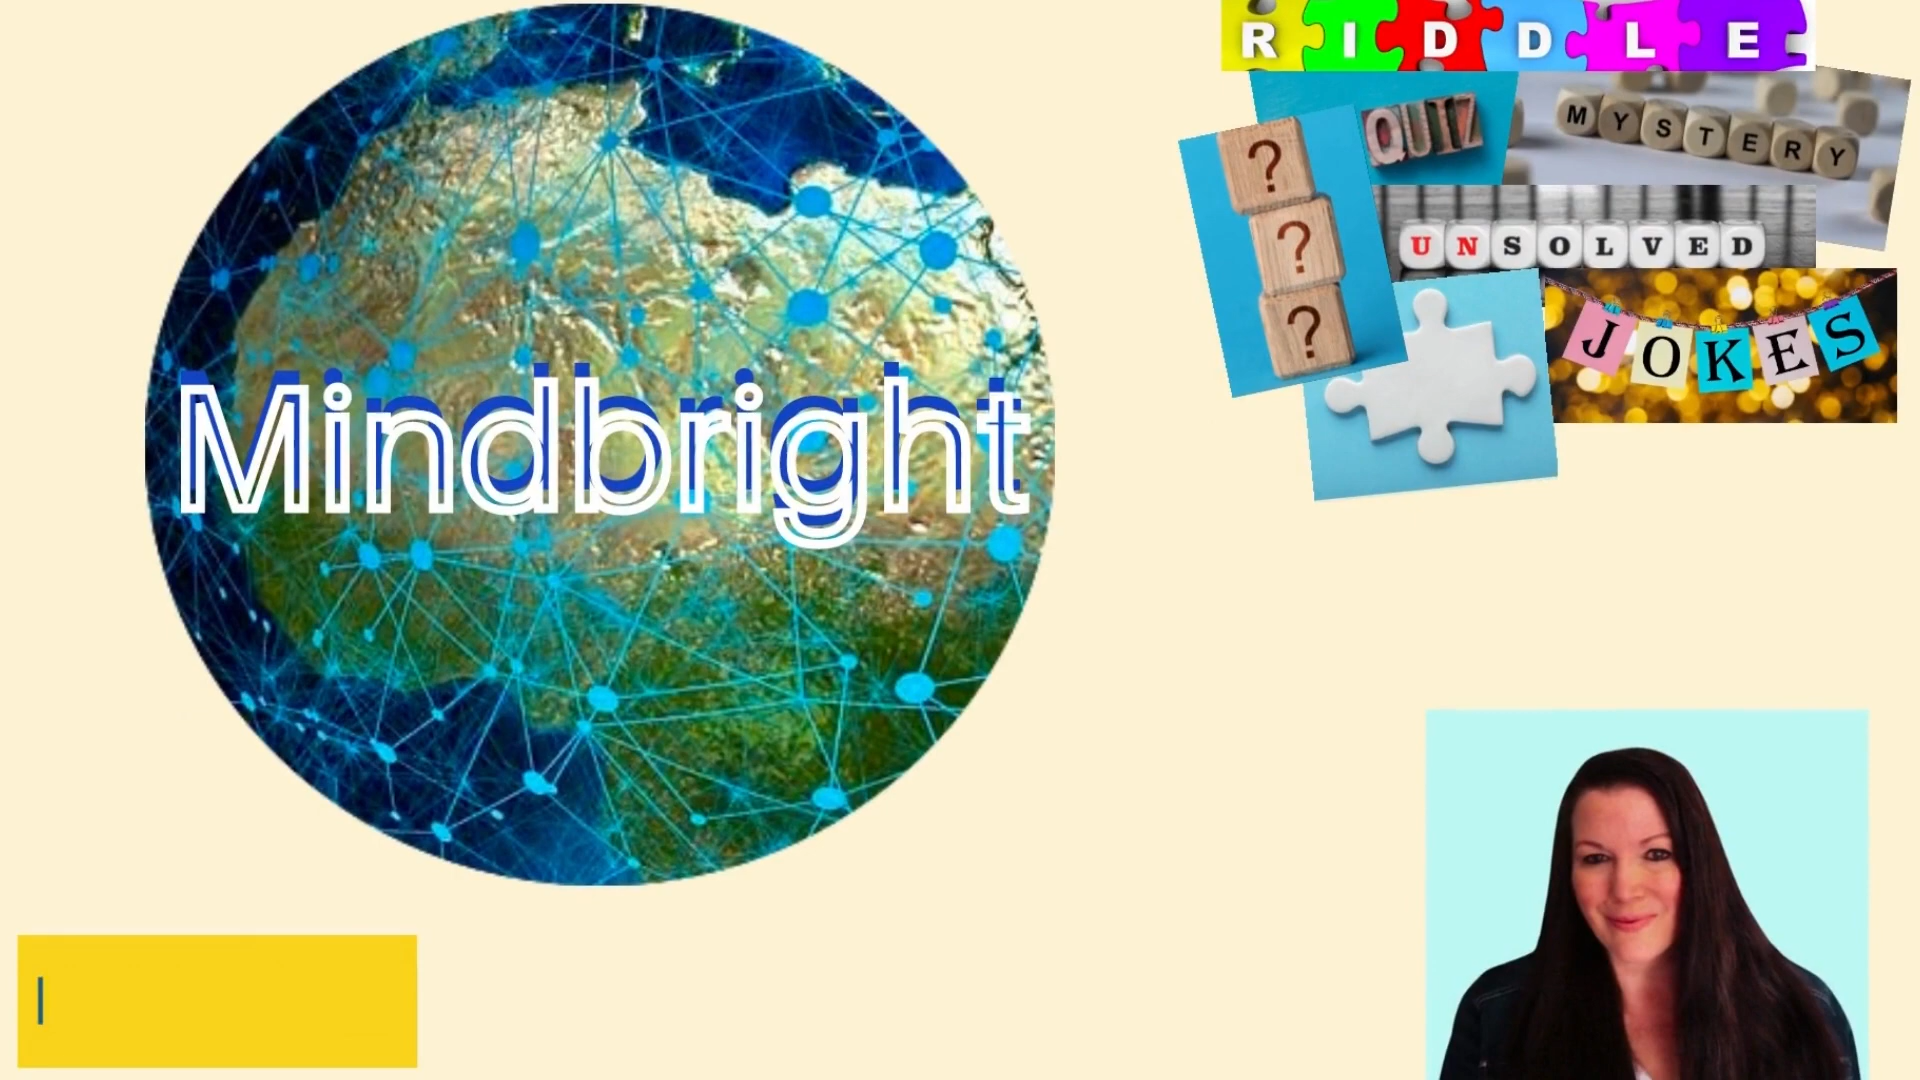 RIDDLE
QUIZ
MYSTERY
?
?
?
UNSOLVED
JOKES
Mindbright